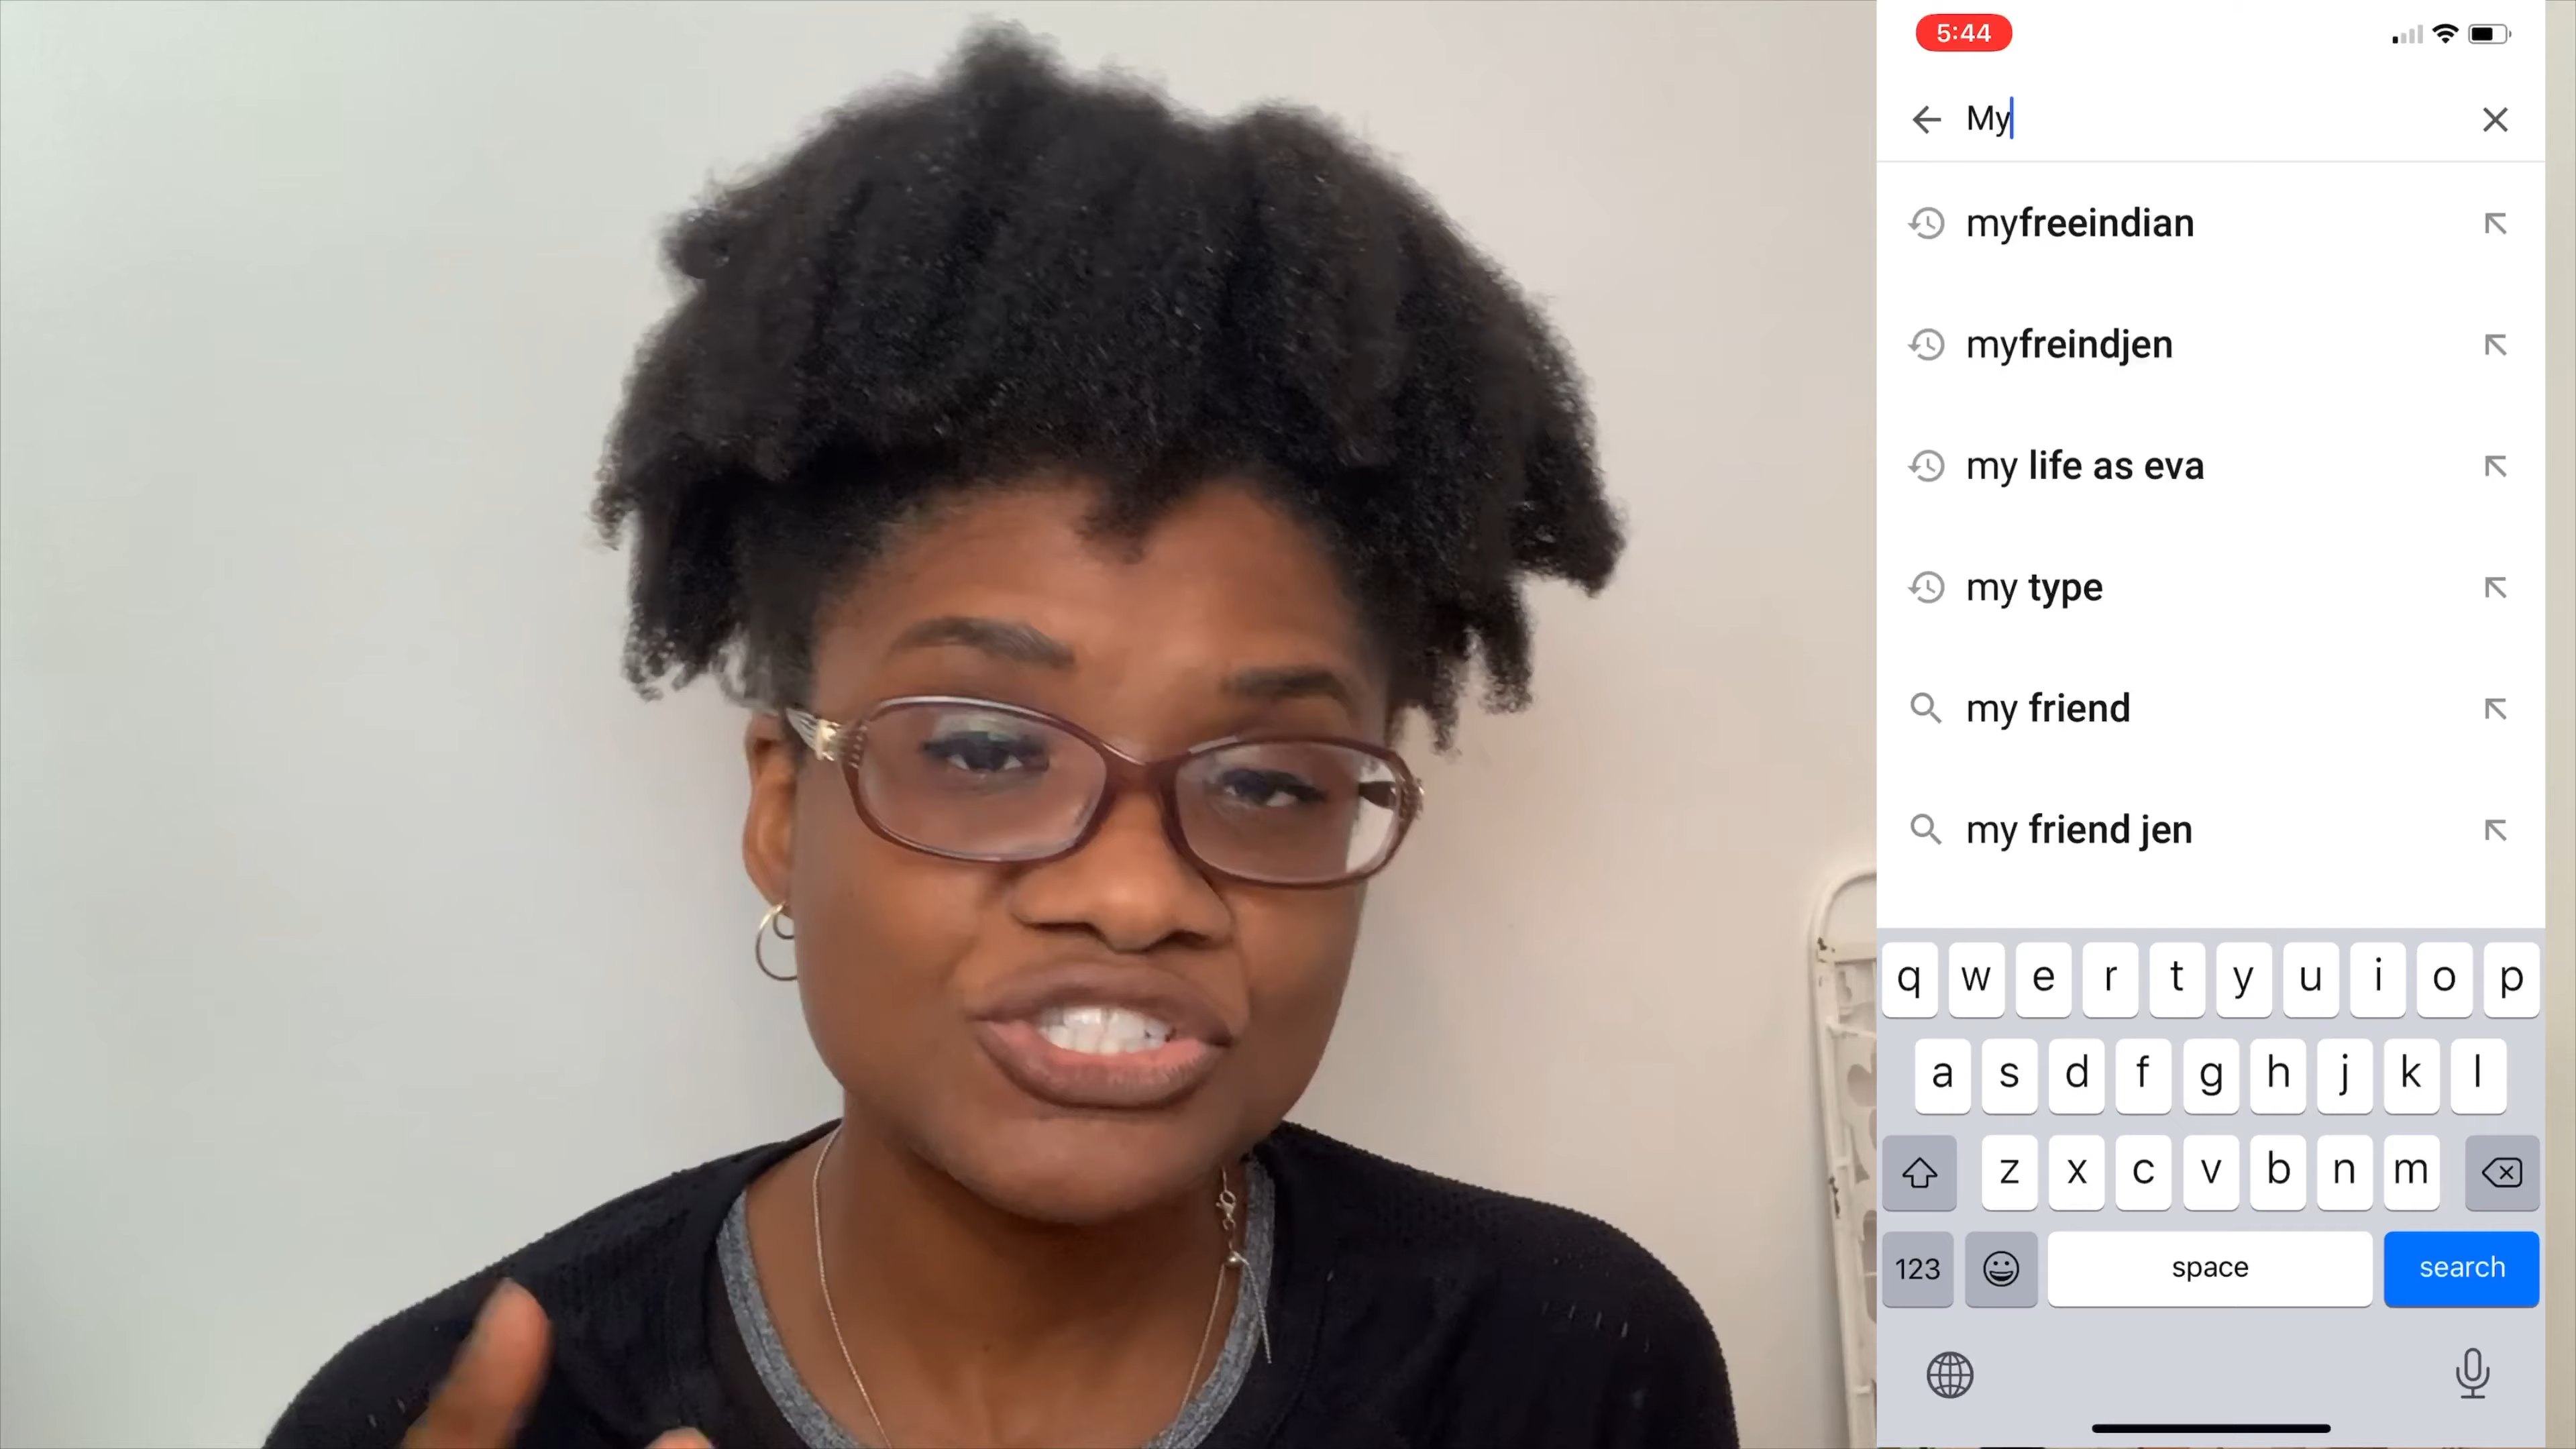 5:44
My
myfreeindian
myfreindjen
my life as eva
my type
my friend
my friend jen
q w e r t y u i o p
a s d f g h j k l
z x c v b n m
123 space search